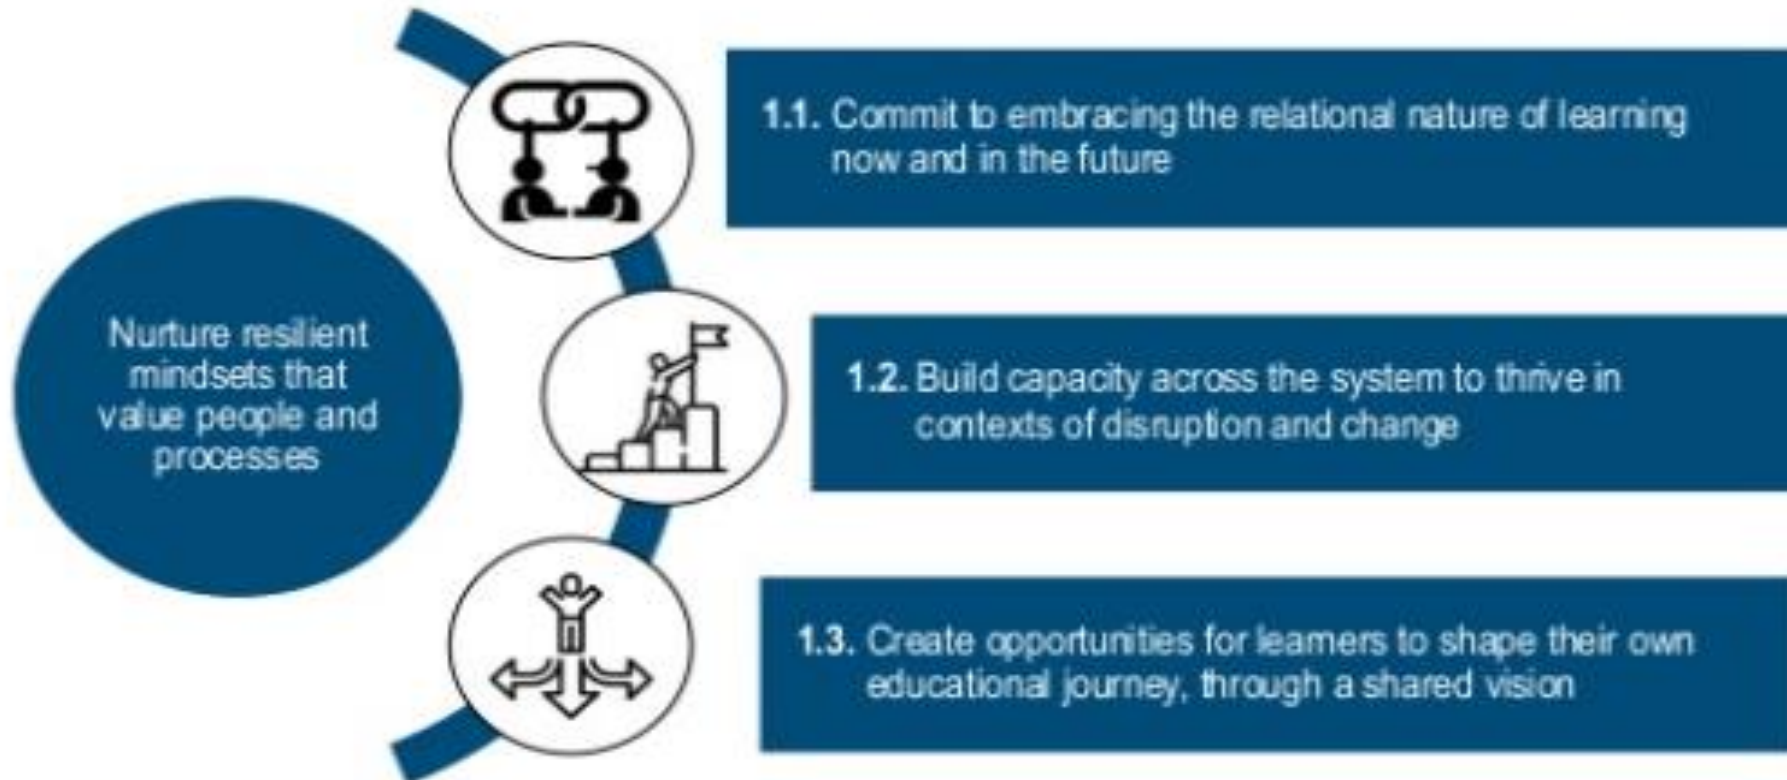 Nurture resilient
mindsets that
value people and
processes
1.1. Commit to embracing the relational nature of learning
now and in the future
1.2. Build capacity across the system to thrive in
contexts of disruption and change
1.3. Create opportunities for learners to shape their own
educational journey, through a shared vision